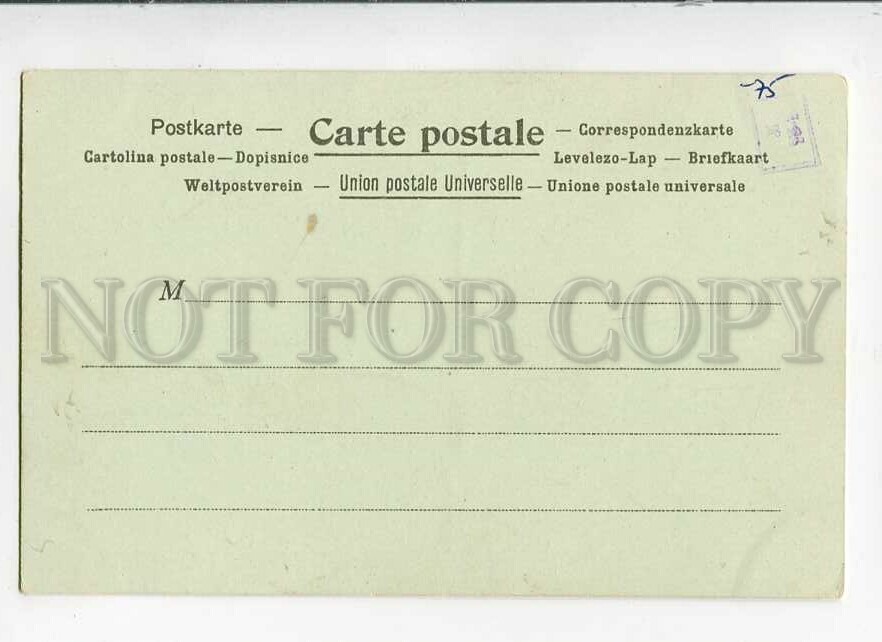 75
Postkarte — Carte postale — Correspondenzkarte
Cartolina postale — Dopisnice Levelezo-Lap — Briefkaart
Weltpostverein — Union postale Universelle — Unione postale universale
M
NOT FOR COPY